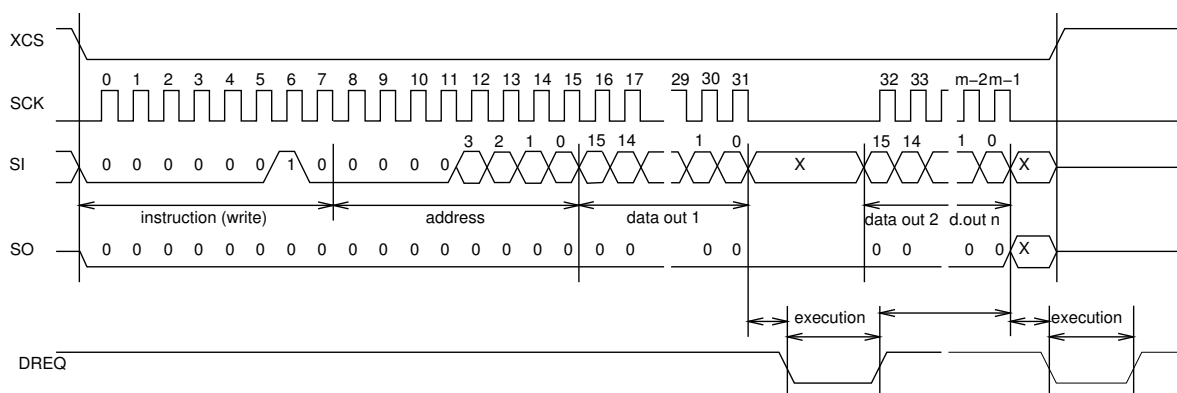 XCS
0 1 2 3 4 5 6 7 8 9 10 11 12 13 14 15 16 17 29 30 31 32 33 m-2 m-1
SCK
3 2 1 0 15 14 1 0 15 14 1 0
SI 0 0 0 0 0 0 1 0 0 0 0 0 X X
instruction (write) address data out 1 data out 2 d.out n
SO 0 0 0 0 0 0 0 0 0 0 0 0 0 0 0 0 0 0 0 0 0 0 0 0 X
execution execution
DREQ